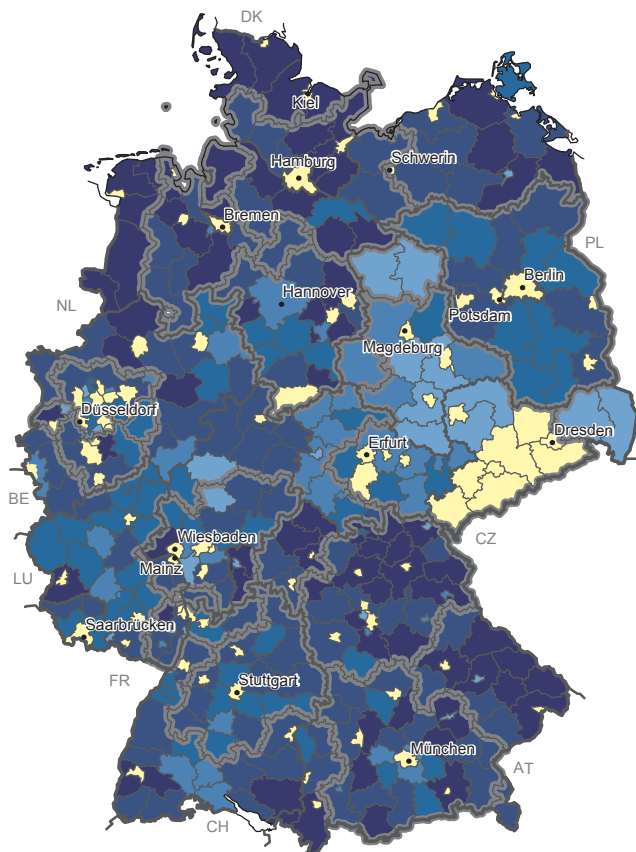 DK
Kiel
Hamburg
Schwerin
Bremen
PL
Berlin
NL
Hannover
Potsdam
Magdeburg
Düsseldorf
Erfurt
Dresden
BE
Wiesbaden
CZ
Mainz
LU
Saarbrücken
FR
Stuttgart
München
AT
CH